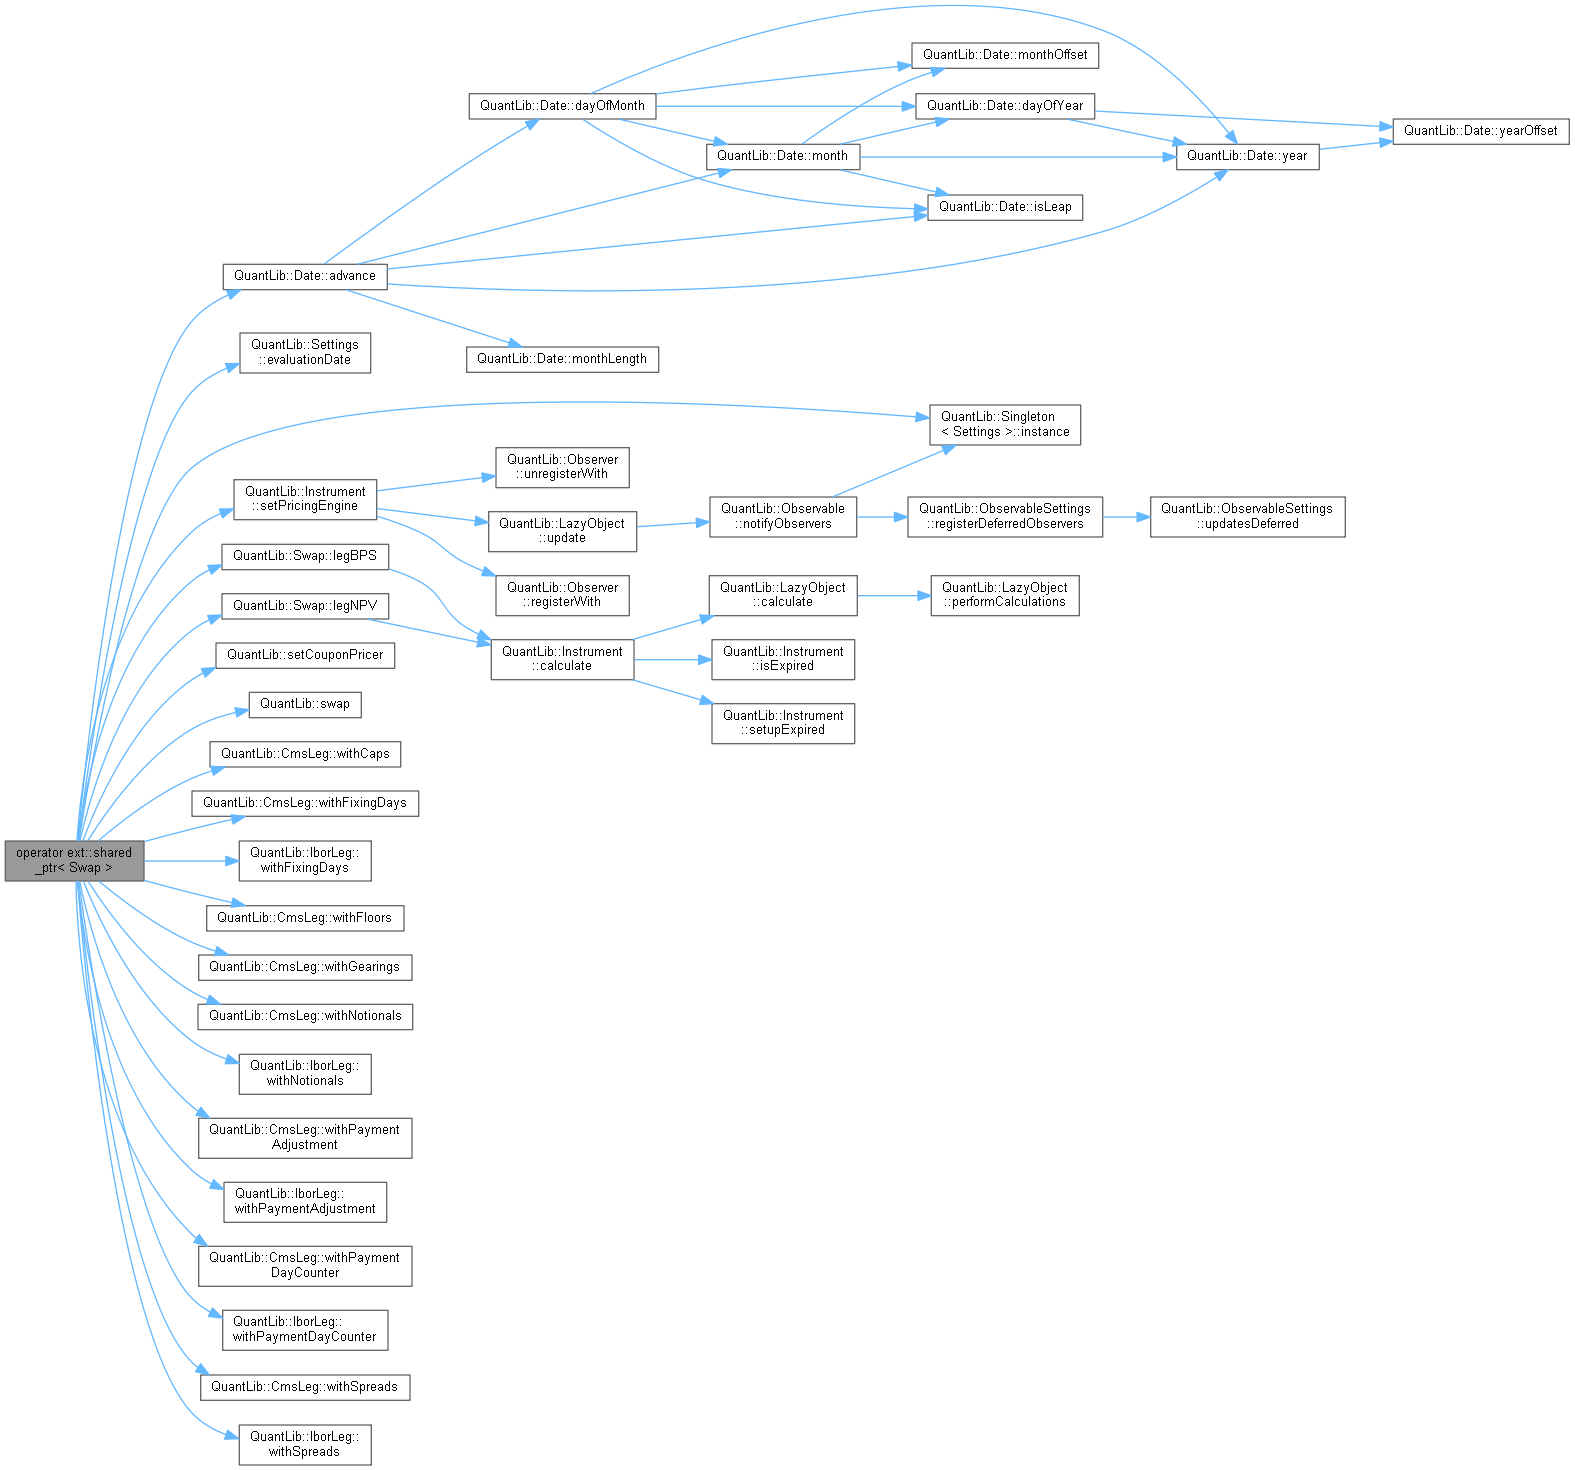 QuantLib::Date::monthOffset
QuantLib::Date::dayOfMonth
QuantLib::Date::dayOfYear
QuantLib::Date::yearOffset
QuantLib::Date::month
QuantLib::Date::year
QuantLib::Date::isLeap
QuantLib::Date::advance
QuantLib::Settings
::evaluationDate
QuantLib::Date::monthLength
QuantLib::Singleton
< Settings >::instance
QuantLib::Observer
::unregisterWith
QuantLib::Instrument
::setPricingEngine
QuantLib::LazyObject
::update
QuantLib::Observable
::notifyObservers
QuantLib::ObservableSettings
::registerDeferredObservers
QuantLib::ObservableSettings
::updatesDeferred
QuantLib::Swap::legBPS
QuantLib::Observer
::registerWith
QuantLib::LazyObject
::calculate
QuantLib::LazyObject
::performCalculations
QuantLib::Swap::legNPV
QuantLib::Instrument
::calculate
QuantLib::Instrument
::isExpired
QuantLib::setCouponPricer
QuantLib::swap
QuantLib::Instrument
::setupExpired
QuantLib::CmsLeg::withCaps
QuantLib::CmsLeg::withFixingDays
operator ext::shared
_ptr< Swap >
QuantLib::IborLeg::
withFixingDays
QuantLib::CmsLeg::withFloors
QuantLib::CmsLeg::withGearings
QuantLib::CmsLeg::withNotionals
QuantLib::IborLeg::
withNotionals
QuantLib::CmsLeg::withPayment
Adjustment
QuantLib::IborLeg::
withPaymentAdjustment
QuantLib::CmsLeg::withPayment
DayCounter
QuantLib::IborLeg::
withPaymentDayCounter
QuantLib::CmsLeg::withSpreads
QuantLib::IborLeg::
withSpreads